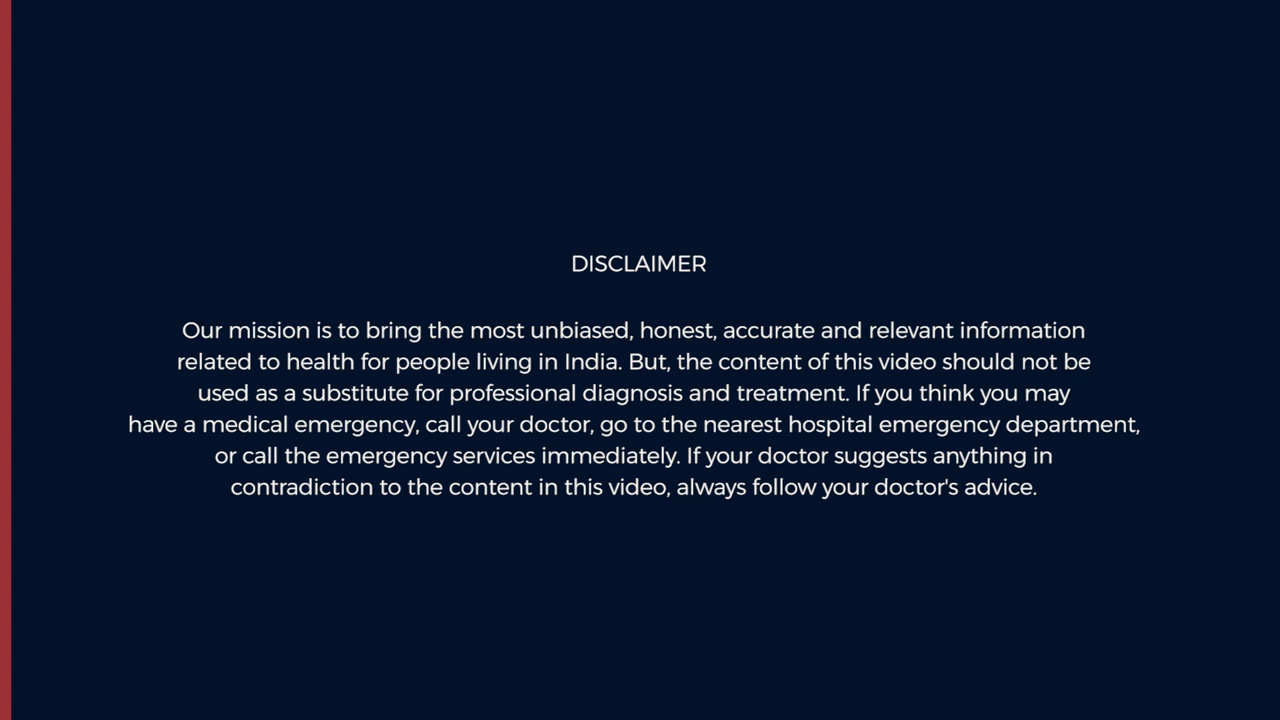 DISCLAIMER
Our mission is to bring the most unbiased, honest, accurate and relevant information
related to health for people living in India. But, the content of this video should not be
used as a substitute for professional diagnosis and treatment. If you think you may
have a medical emergency, call your doctor, go to the nearest hospital emergency department,
or call the emergency services immediately. If your doctor suggests anything in
contradiction to the content in this video, always follow your doctor's advice.